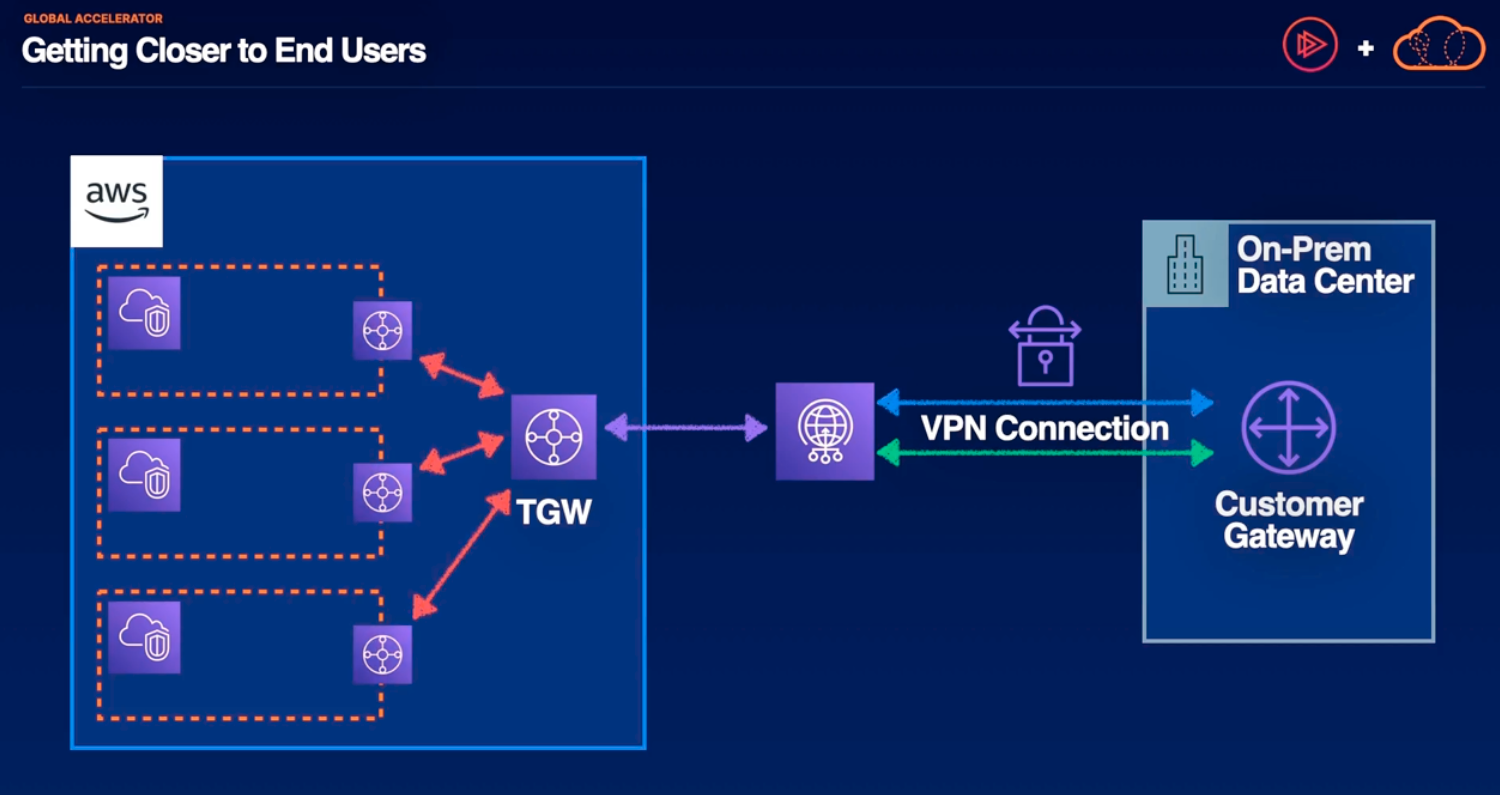 GLOBAL ACCELERATOR
Getting Closer to End Users
+
aws
On-Prem
Data Center
VPN Connection
TGW
Customer
Gateway